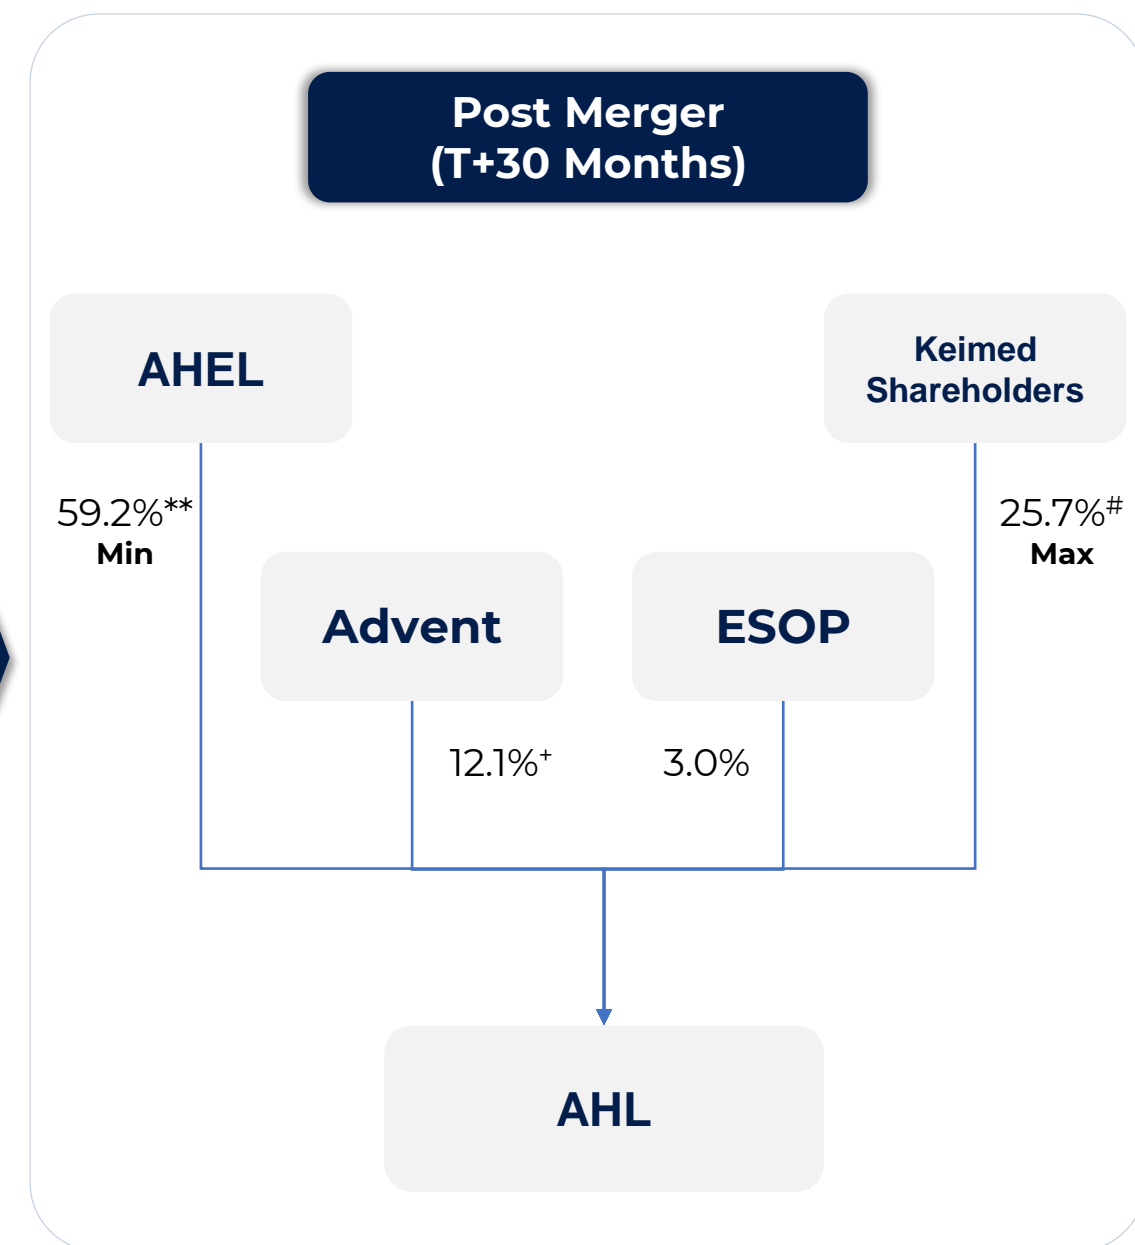 Post Merger
(T+30 Months)
AHEL
Keimed
Shareholders
59.2%**
Min
25.7%#
Max
Advent
ESOP
12.1%+
3.0%
AHL